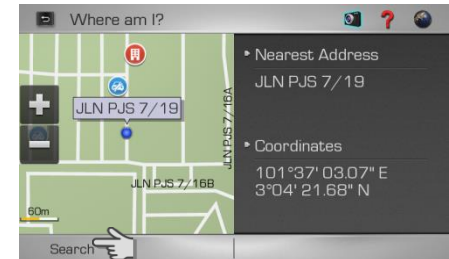 Where am I?
?
JLN PJS 7/19
JLN PJS 7/16A
JLN PJS 7/16B
60m
Nearest Address
JLN PJS 7/19
Coordinates
101°37' 03.07" E
3°04' 21.68" N
Search